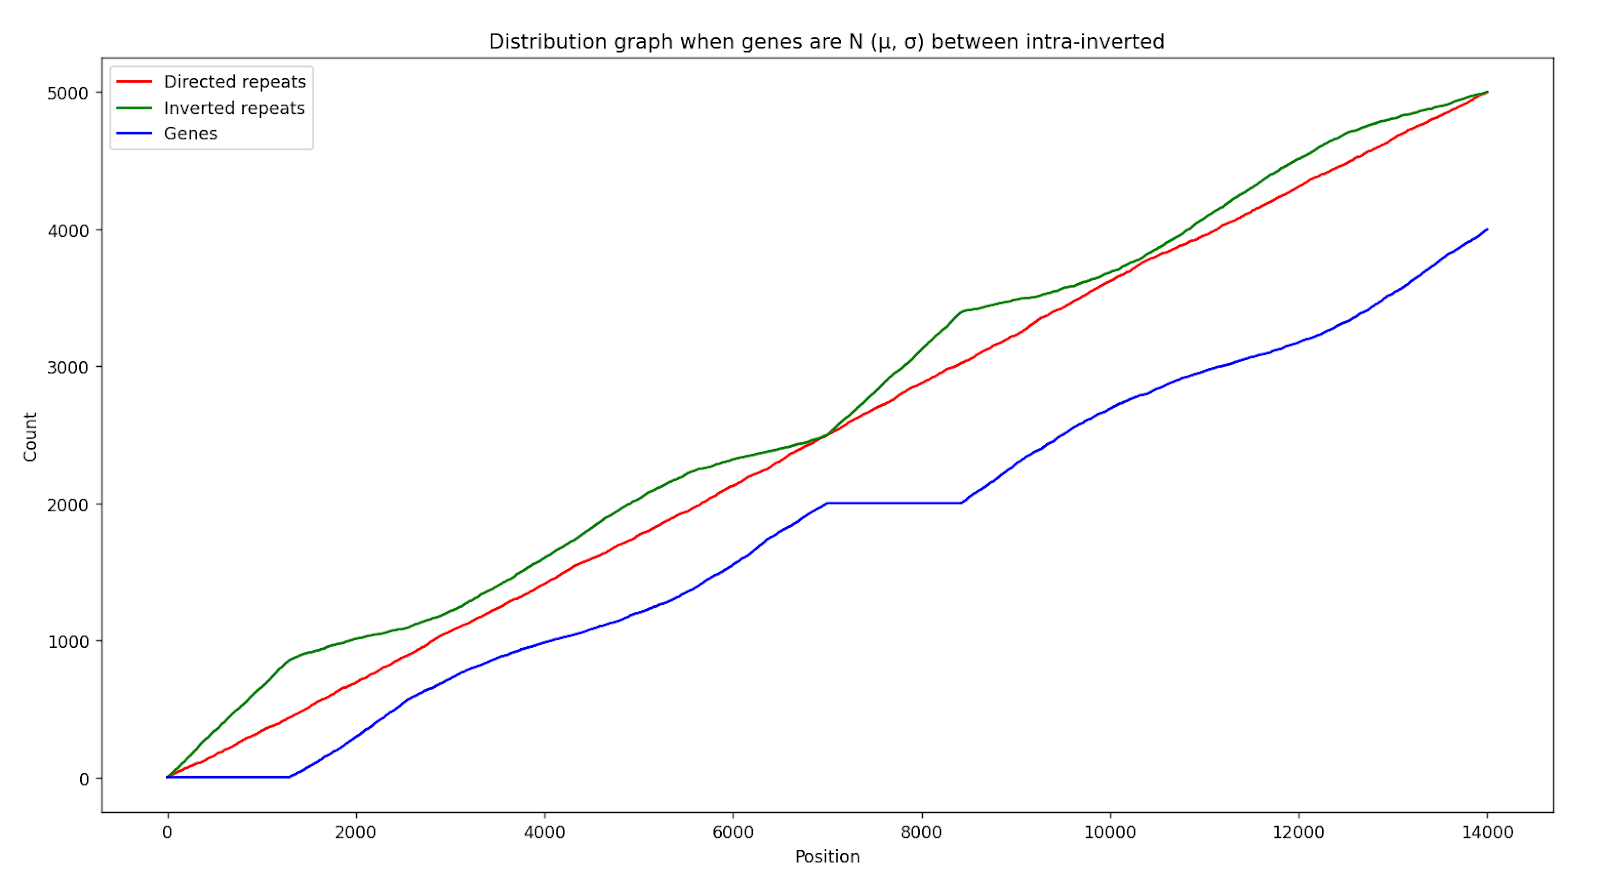 Distribution graph when genes are N (μ, σ) between intra-inverted
Directed repeats
Inverted repeats
Genes
5000
4000
3000
2000
1000
0
Count
0 2000 4000 6000 8000 10000 12000 14000
Position